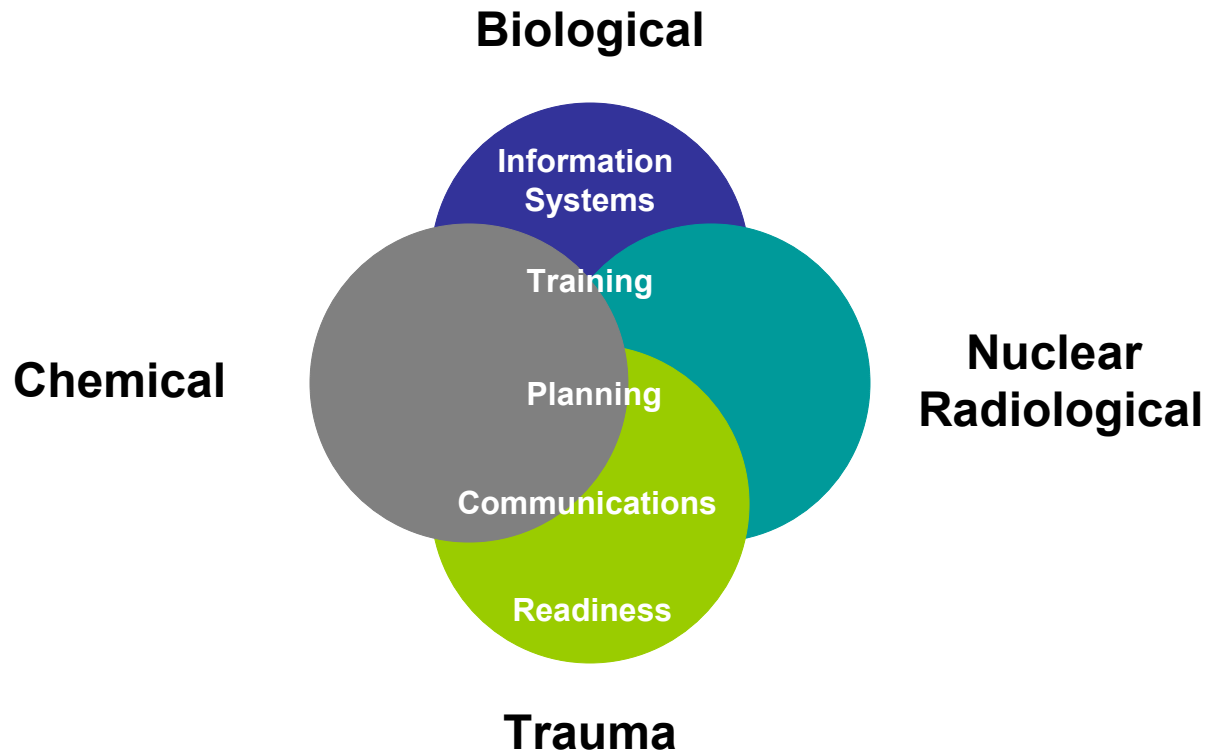 Biological
Information
Systems
Training
Chemical
Planning
Nuclear
Radiological
Communications
Readiness
Trauma